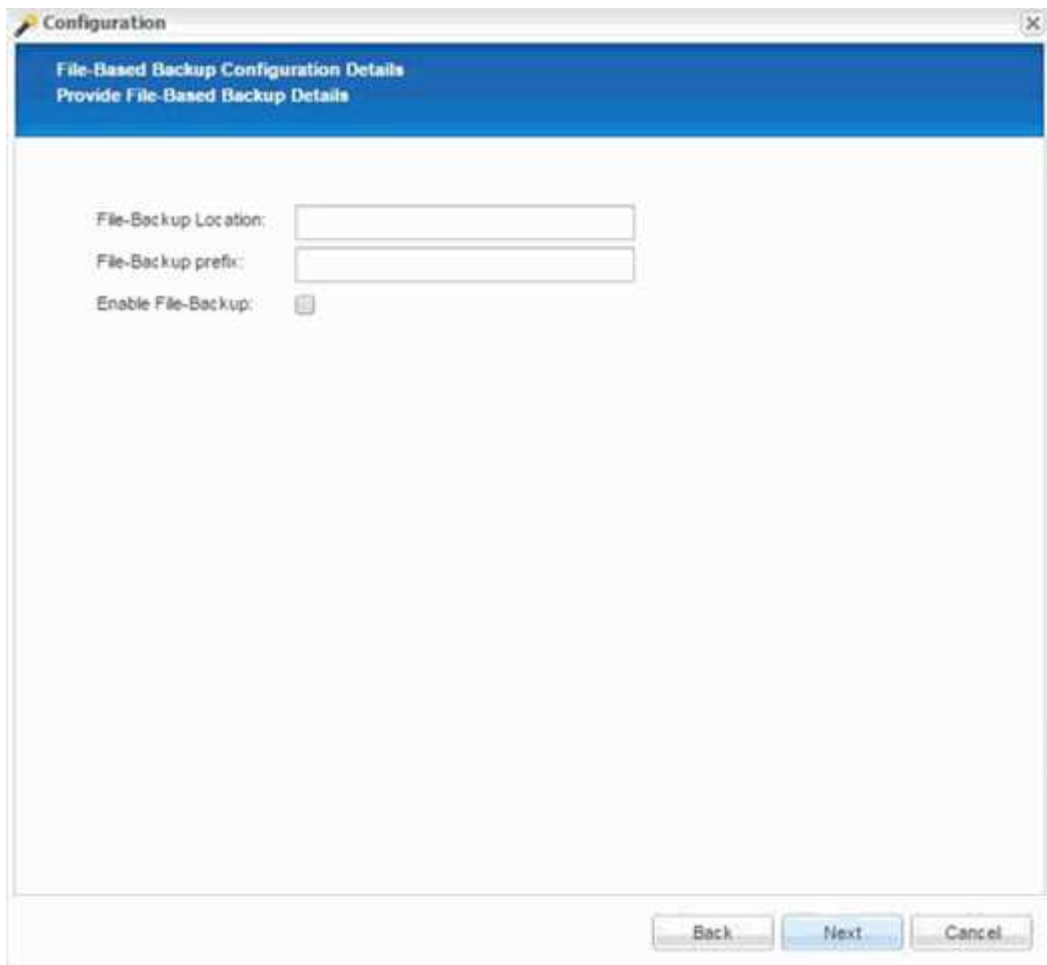 Configuration
File-Based Backup Configuration Details
Provide File-Based Backup Details
File-Backup Location:
File-Backup prefix:
Enable File-Backup:
Back Next Cancel